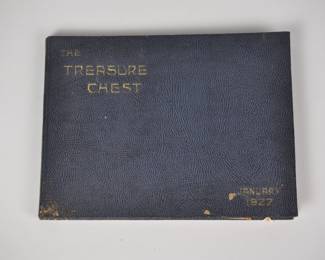 THE
TREASURE
CHEST
JANUARY
1927